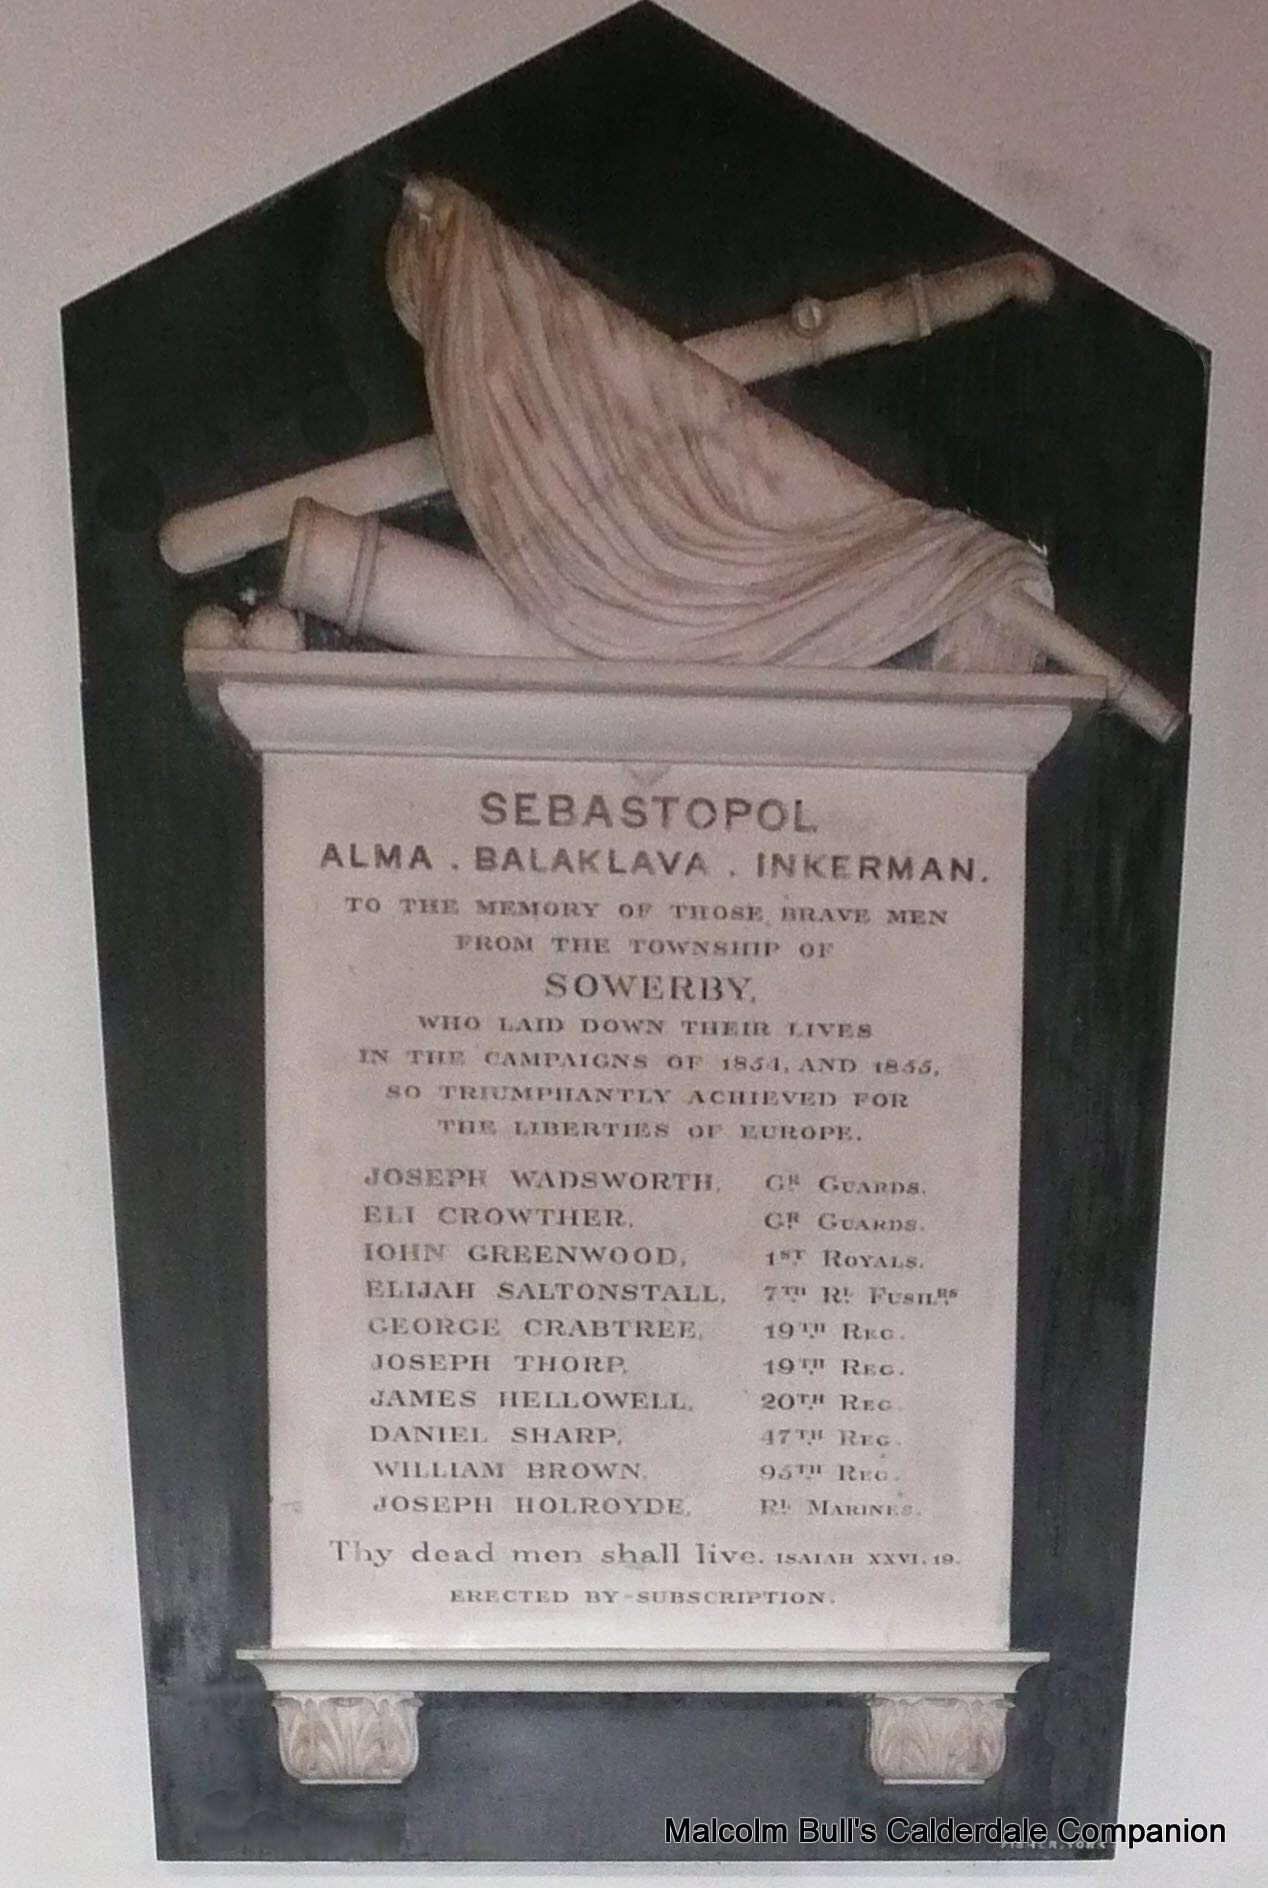 SEBASTOPOL
ALMA . BALAKLAVA . INKERMAN.
TO THE MEMORY OF THOSE BRAVE MEN
FROM THE TOWNSHIP OF
SOWERBY,
WHO LAID DOWN THEIR LIVES
IN THE CAMPAIGNS OF 1854, AND 1855,
SO TRIUMPHANTLY ACHIEVED FOR
THE LIBERTIES OF EUROPE.
JOSEPH WADSWORTH, GR GUARDS.
ELI CROWTHER, GR GUARDS.
IOHN GREENWOOD, 1ST ROYALS.
ELIJAH SALTONSTALL, 7TH RL FUSILRS
GEORGE CRABTREE, 19TH REG.
JOSEPH THORP, 19TH REG.
JAMES HELLOWELL, 20TH REG.
DANIEL SHARP, 47TH REG.
WILLIAM BROWN, 95TH REG.
JOSEPH HOLROYDE, RL MARINES.
Thy dead men shall live. ISAIAH XXVI. 19.
ERECTED BY SUBSCRIPTION.
Malcolm Bull's Calderdale Companion